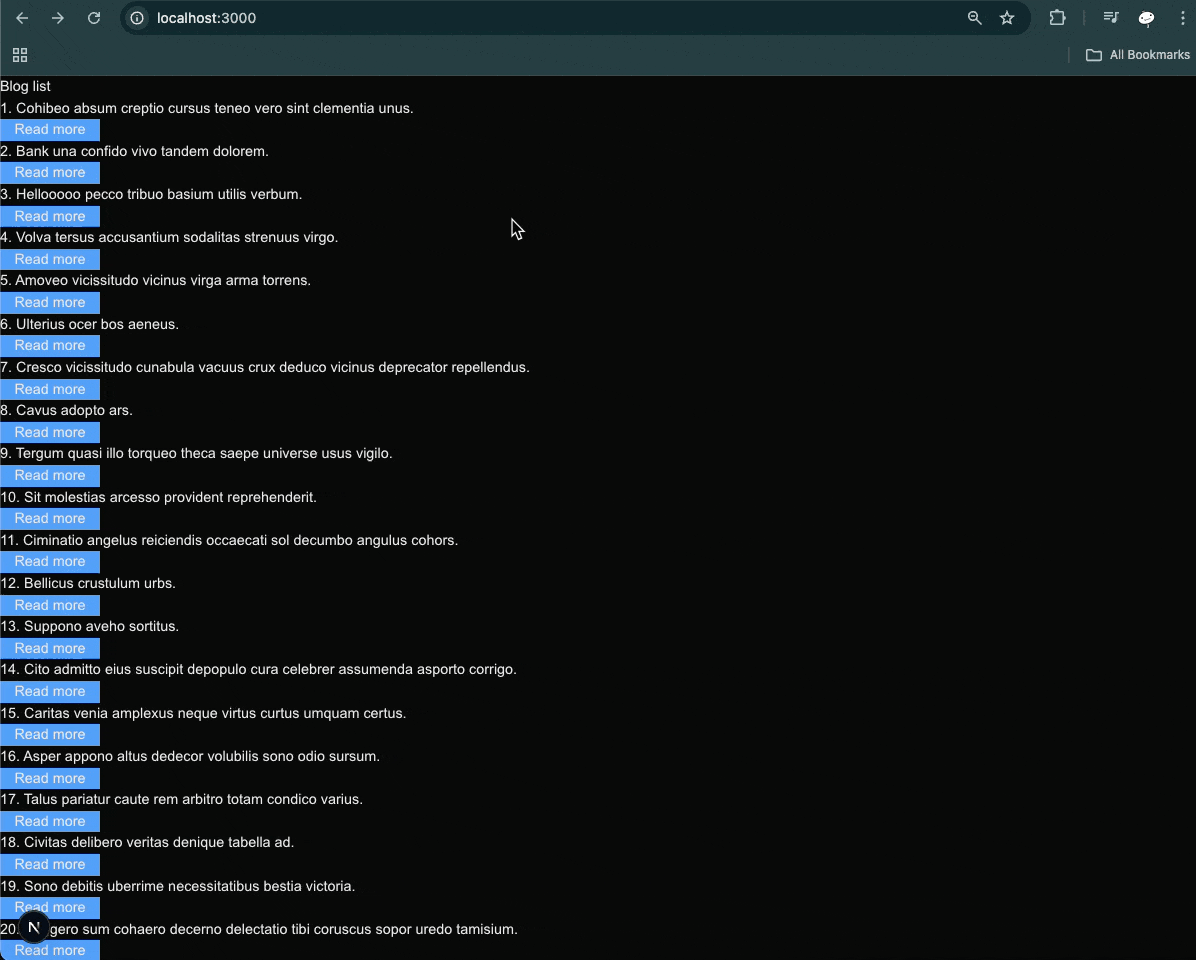 localhost:3000
All Bookmarks
Blog list
1. Cohibeo absum creptio cursus teneo vero sint clementia unus.
Read more
2. Bank una confido vivo tandem dolorem.
Read more
3. Hellooooo pecco tribuo basium utilis verbum.
Read more
4. Volva tersus accusantium sodalitas strenuus virgo.
Read more
5. Amoveo vicissitudo vicinus virga arma torrens.
Read more
6. Ulterius ocer bos aeneus.
Read more
7. Cresco vicissitudo cunabula vacuus crux deduco vicinus deprecator repellendus.
Read more
8. Cavus adopto ars.
Read more
9. Tergum quasi illo torqueo theca saepe universe usus vigilo.
Read more
10. Sit molestias arcesso provident reprehenderit.
Read more
11. Ciminatio angelus reiciendis occaecati sol decumbo angulus cohors.
Read more
12. Bellicus crustulum urbs.
Read more
13. Suppono aveho sortitus.
Read more
14. Cito admitto eius suscipit depopulo cura celebrer assumenda asporto corrigo.
Read more
15. Caritas venia amplexus neque virtus curtus umquam certus.
Read more
16. Asper appono altus dedecor volubilis sono odio sursum.
Read more
17. Talus pariatur caute rem arbitro totam condico varius.
Read more
18. Civitas delibero veritas denique tabella ad.
Read more
19. Sono debitis uberrime necessitatibus bestia victoria.
Read more
20. sum cohaero decerno delectatio tibi coruscus sopor uredo tamisium.
N
Read more